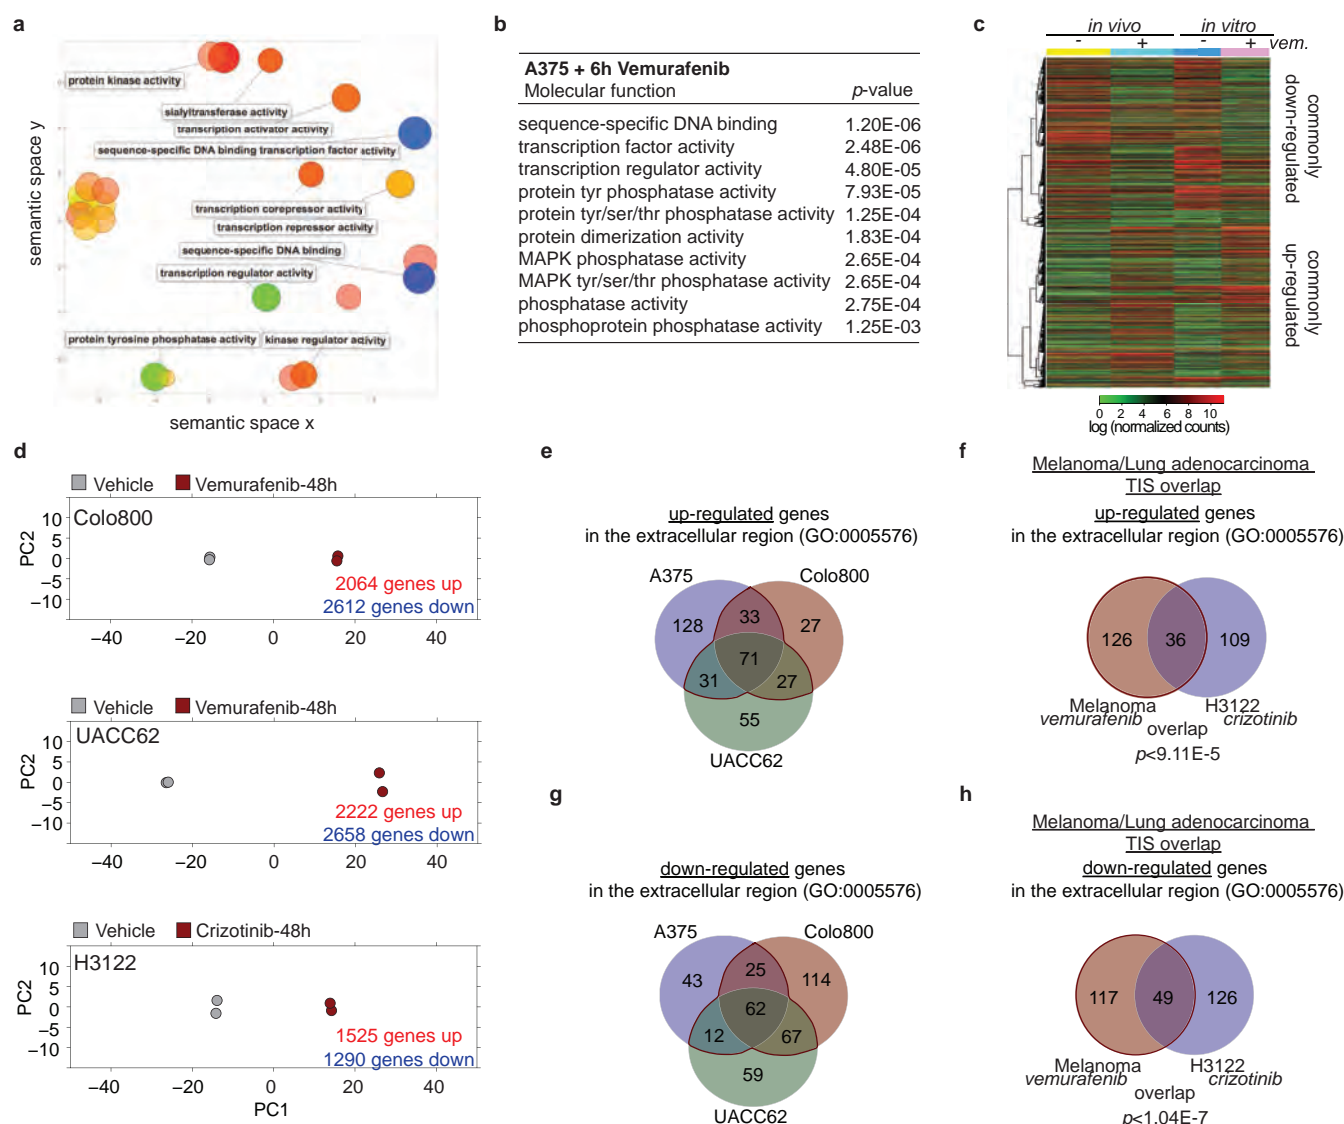 a
protein kinase activity
sialyltransferase activity
transcription activator activity
sequence-specific DNA binding transcription factor activity
transcription corepressor activity
transcription repressor activity
sequence-specific DNA binding
transcription regulator activity
protein tyrosine phosphatase activity
kinase regulator activity
semantic space y
semantic space x
b
A375 + 6h Vemurafenib
Molecular function p-value
sequence-specific DNA binding 1.20E-06
transcription factor activity 2.48E-06
transcription regulator activity 4.80E-05
protein tyr phosphatase activity 7.93E-05
protein tyr/ser/thr phosphatase activity 1.25E-04
protein dimerization activity 1.83E-04
MAPK phosphatase activity 2.65E-04
MAPK tyr/ser/thr phosphatase activity 2.65E-04
phosphatase activity 2.75E-04
phosphoprotein phosphatase activity 1.25E-03
c
in vivo in vitro
- + - + vem.
commonly
down-regulated
commonly
up-regulated
0 2 4 6 8 10
log (normalized counts)
d
Vehicle Vemurafenib-48h
Colo800
PC2
10
5
0
−5
−10
2064 genes up
2612 genes down
−40 −20 0 20 40
Vehicle Vemurafenib-48h
UACC62
PC2
10
5
0
−5
−10
2222 genes up
2658 genes down
−40 −20 0 20 40
Vehicle Crizotinib-48h
H3122
PC2
10
5
0
−5
−10
1525 genes up
1290 genes down
−40 −20 0 20 40
PC1
e
up-regulated genes
in the extracellular region (GO:0005576)
A375 Colo800
128 33 27
71
31 27
55
UACC62
f
Melanoma/Lung adenocarcinoma
TIS overlap
up-regulated genes
in the extracellular region (GO:0005576)
126 36 109
Melanoma H3122
vemurafenib crizotinib
overlap
p<9.11E-5
g
down-regulated genes
in the extracellular region (GO:0005576)
A375 Colo800
43 25 114
62
12 67
59
UACC62
h
Melanoma/Lung adenocarcinoma
TIS overlap
down-regulated genes
in the extracellular region (GO:0005576)
117 49 126
Melanoma H3122
vemurafenib crizotinib
overlap
p<1.04E-7